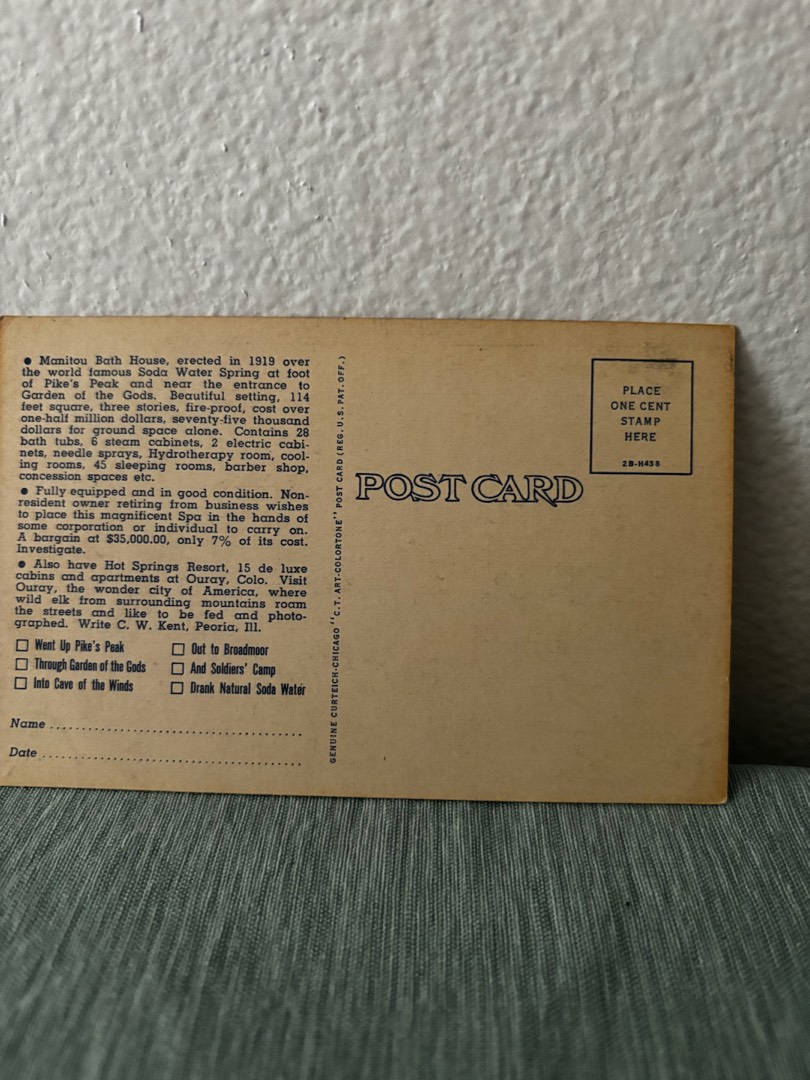 ● Manitou Bath House, erected in 1919 over
the world famous Soda Water Spring at foot
of Pike's Peak and near the entrance to
Garden of the Gods. Beautiful setting, 114
feet square, three stories, fire-proof, cost over
one-half million dollars, seventy-five thousand
dollars for ground space alone. Contains 28
bath tubs, 6 steam cabinets, 2 electric cabi-
nets, needle sprays, Hydrotherapy room, cool-
ing rooms, 45 sleeping rooms, barber shop,
concession spaces etc.
● Fully equipped and in good condition. Non-
resident owner retiring from business wishes
to place this magnificent Spa in the hands of
some corporation or individual to carry on.
A bargain at $35,000.00, only 7% of its cost.
Investigate.
● Also have Hot Springs Resort, 15 de luxe
cabins and apartments at Ouray, Colo. Visit
Ouray, the wonder city of America, where
wild elk from surrounding mountains roam
the streets and like to be fed and photo-
graphed. Write C. W. Kent, Peoria, Ill.
☐ Went Up Pike's Peak ☐ Out to Broadmoor
☐ Through Garden of the Gods ☐ And Soldiers' Camp
☐ Into Cave of the Winds ☐ Drank Natural Soda Water
Name ........................................
Date ........................................
GENUINE CURTEICH-CHICAGO "C.T. ART-COLORTONE" POST CARD (REG. U.S. PAT. OFF.)
POST CARD
PLACE
ONE CENT
STAMP
HERE
2B-H438